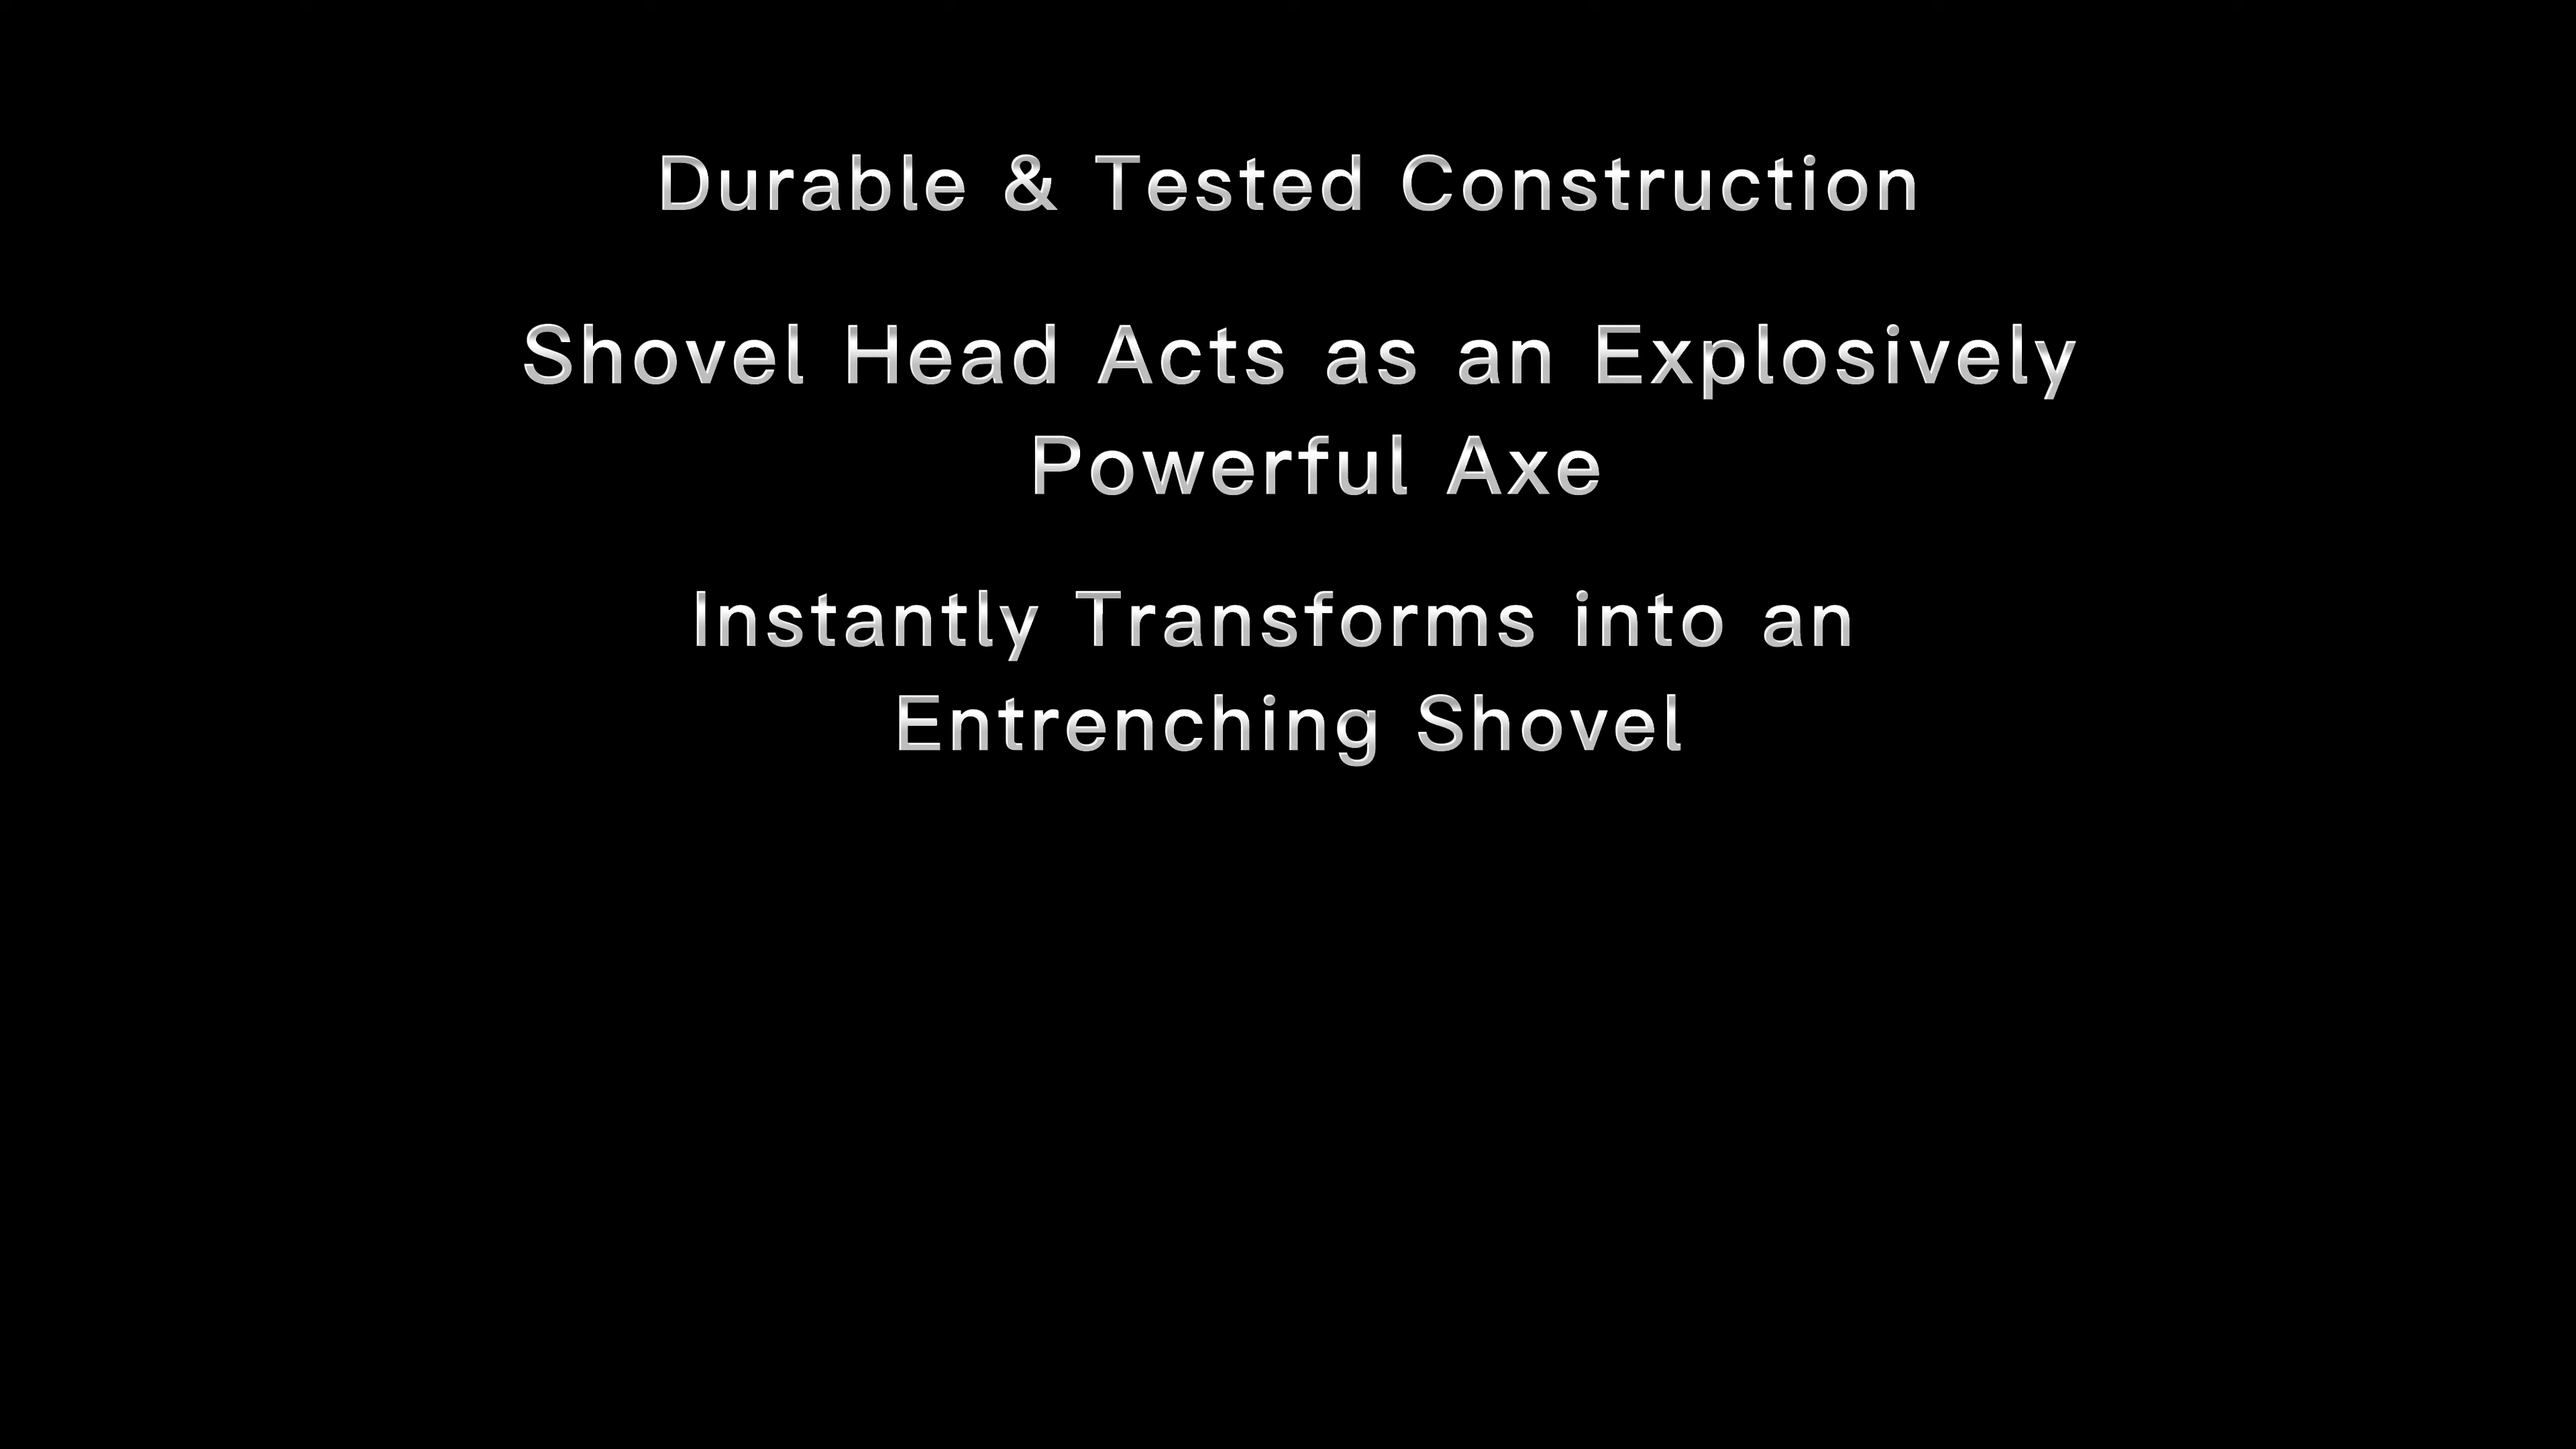 Durable & Tested Construction
Shovel Head Acts as an Explosively
Powerful Axe
Instantly Transforms into an
Entrenching Shovel